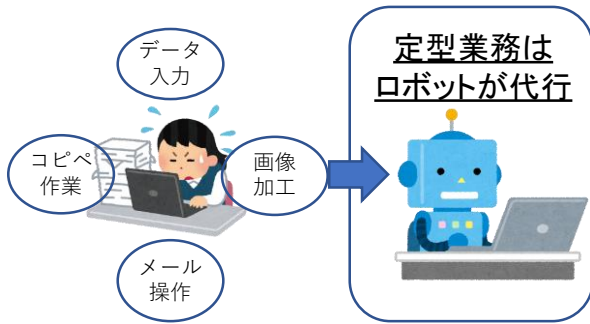 データ
入力
コピペ
作業
画像
加工
メール
操作
定型業務は
ロボットが代行